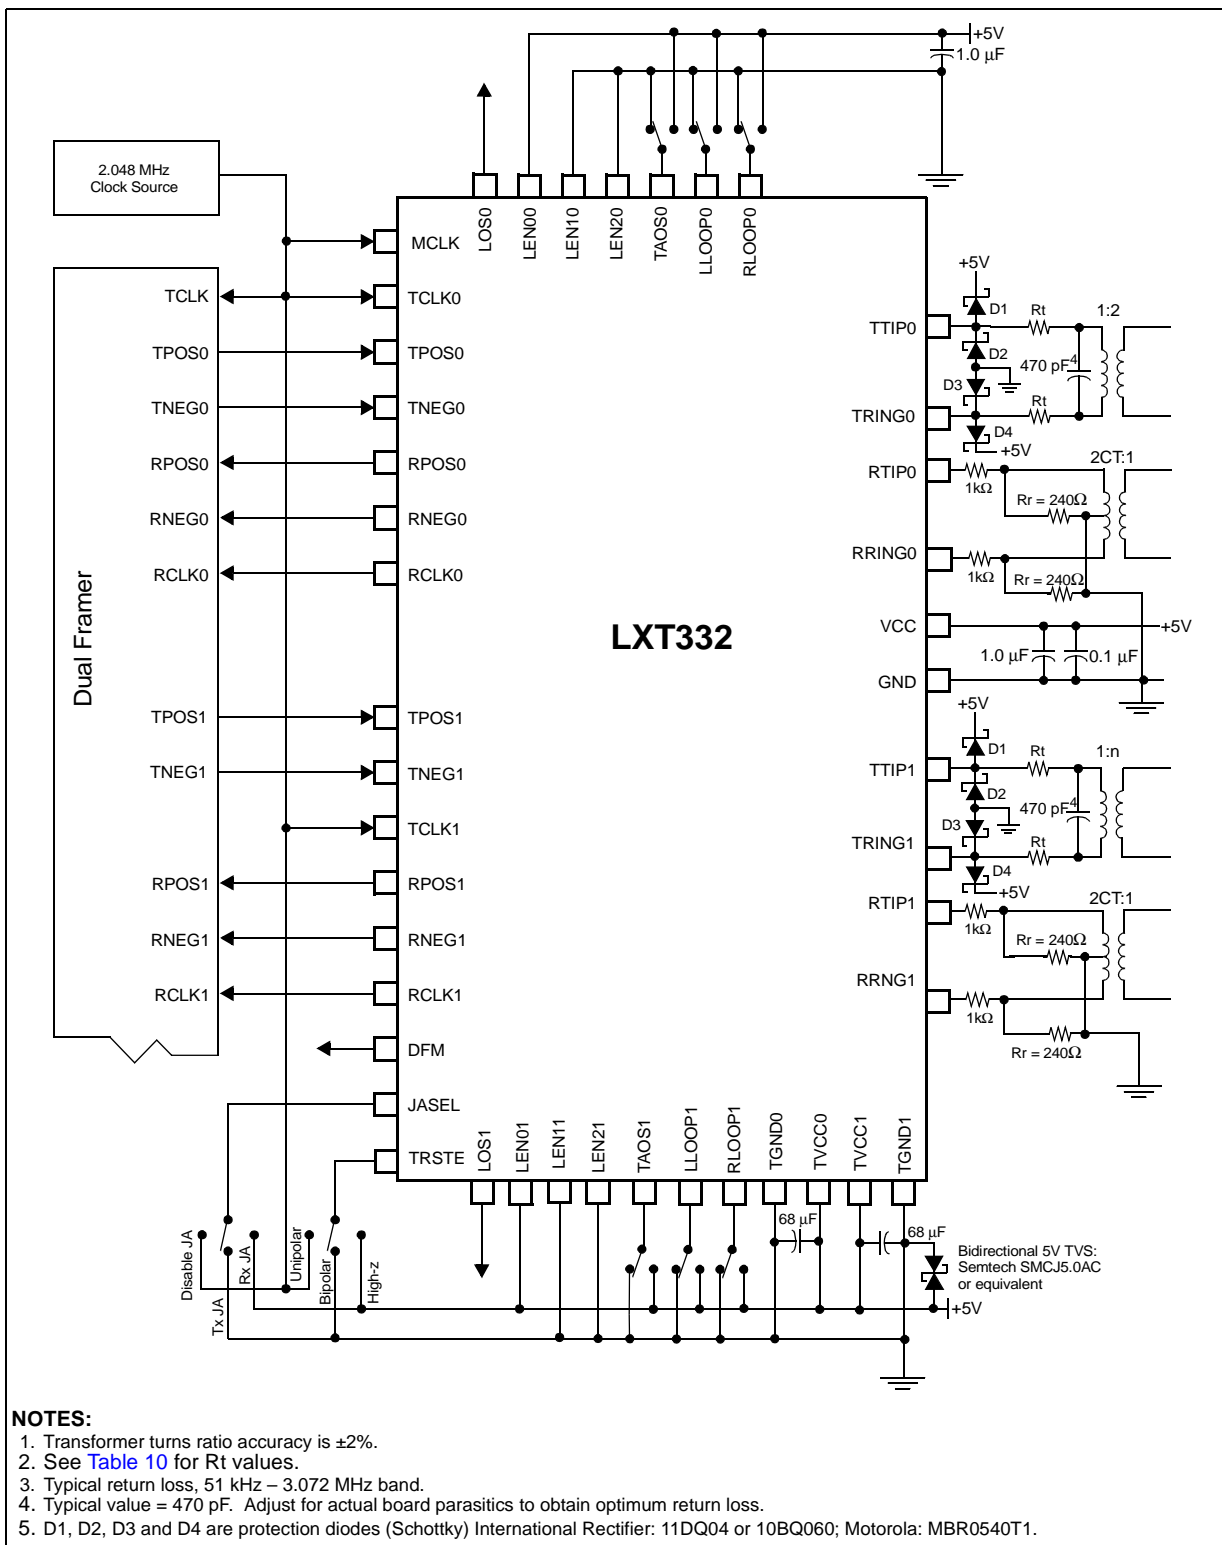 +5V
1.0 μF
2.048 MHz
Clock Source
LOS0
LEN00
LEN10
LEN20
TAOS0
LLOOP0
RLOOP0
Dual Framer
TCLK
TPOS0
TNEG0
RPOS0
RNEG0
RCLK0
TPOS1
TNEG1
RPOS1
RNEG1
RCLK1
MCLK
TCLK0
TPOS0
TNEG0
RPOS0
RNEG0
RCLK0
TPOS1
TNEG1
TCLK1
RPOS1
RNEG1
RCLK1
DFM
JASEL
TRSTE
LXT332
TTIP0
TRING0
RTIP0
RRING0
VCC
GND
TTIP1
TRING1
RTIP1
RRNG1
+5V
D1
Rt
1:2
D2
470 pF4
D3
Rt
D4
+5V
2CT:1
1kΩ
Rr = 240Ω
1kΩ
Rr = 240Ω
+5V
1.0 μF
0.1 μF
+5V
D1
Rt
1:n
D2
470 pF4
D3
Rt
D4
+5V
2CT:1
1kΩ
Rr = 240Ω
1kΩ
Rr = 240Ω
LOS1
LEN01
LEN11
LEN21
TAOS1
LLOOP1
RLOOP1
TGND0
TVCC0
TVCC1
TGND1
68 μF
68 μF
Disable JA
Tx JA
Rx JA
Unipolar
Bipolar
High-z
Bidirectional 5V TVS:
Semtech SMCJ5.0AC
or equivalent
+5V
NOTES:
1. Transformer turns ratio accuracy is ±2%.
2. See Table 10 for Rt values.
3. Typical return loss, 51 kHz – 3.072 MHz band.
4. Typical value = 470 pF. Adjust for actual board parasitics to obtain optimum return loss.
5. D1, D2, D3 and D4 are protection diodes (Schottky) International Rectifier: 11DQ04 or 10BQ060; Motorola: MBR0540T1.